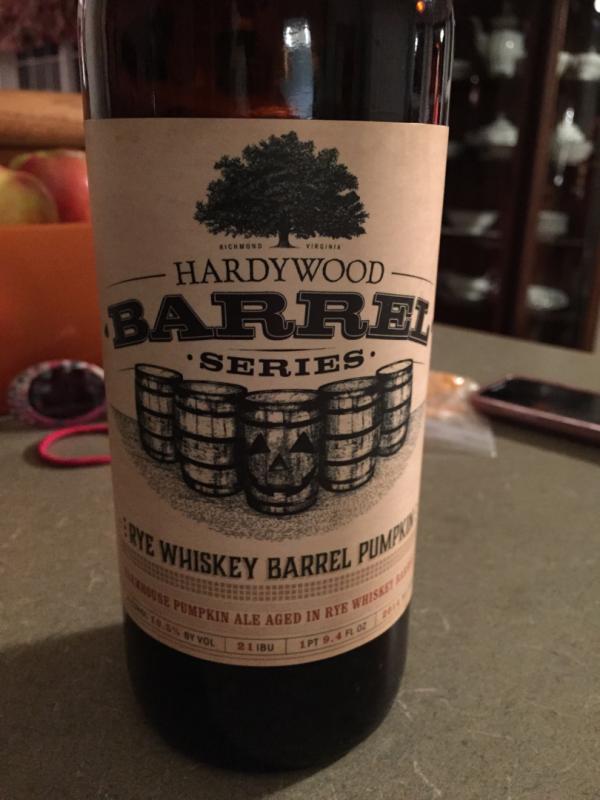 RICHMOND VIRGINIA
HARDYWOOD
BARREL
SERIES
RYE WHISKEY BARREL PUMPKIN
PUMPKIN ALE AGED IN RYE WHISKEY
BY VOL 21 IBU 1 PT 9.4 FL OZ